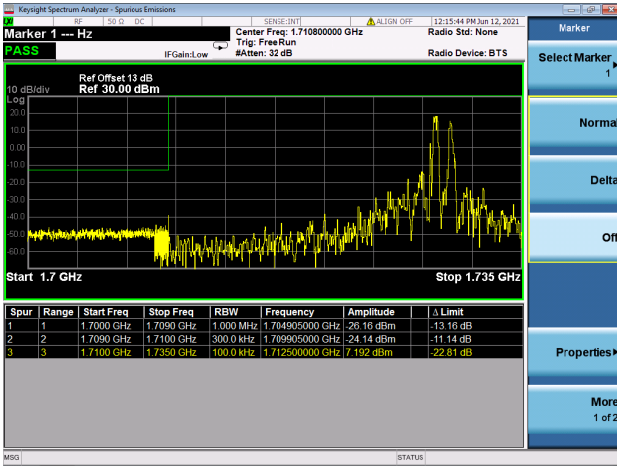 Keysight Spectrum Analyzer - Spurious Emissions
RF 50 Ω DC SENSE:INT ALIGN OFF 12:15:44 PM Jun 12, 2021
Marker 1 --- Hz
Center Freq: 1.710800000 GHz
Radio Std: None
Trig: Free Run
PASS
IFGain:Low
#Atten: 32 dB
Radio Device: BTS
Ref Offset 13 dB
10 dB/div Ref 30.00 dBm
Log
20.0
10.0
0.00
-10.0
-20.0
-30.0
-40.0
-50.0
-60.0
Start 1.7 GHz Stop 1.735 GHz
Spur Range Start Freq Stop Freq RBW Frequency Amplitude Δ Limit
1 1 1.7000 GHz 1.7090 GHz 1.000 MHz 1.704905000 GHz -26.16 dBm -13.16 dB
2 2 1.7090 GHz 1.7100 GHz 300.0 kHz 1.709905000 GHz -24.14 dBm -11.14 dB
3 3 1.7100 GHz 1.7350 GHz 100.0 kHz 1.712500000 GHz 7.192 dBm -22.81 dB
MSG STATUS
Marker
Select Marker
1
Normal
Delta
Off
Properties
More
1 of 2